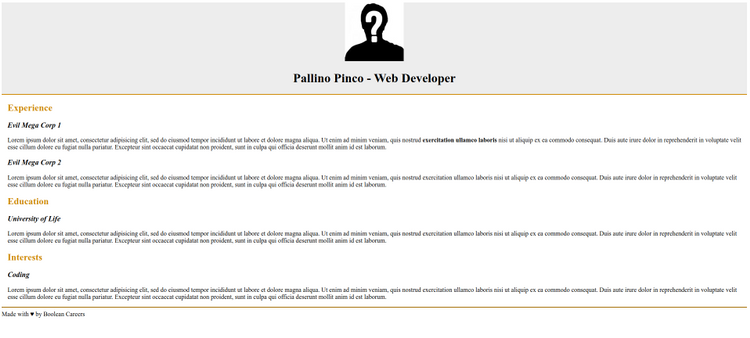 ?
Pallino Pinco - Web Developer
Experience
Evil Mega Corp 1
Lorem ipsum dolor sit amet, consectetur adipisicing elit, sed do eiusmod tempor incididunt ut labore et dolore magna aliqua. Ut enim ad minim veniam, quis nostrud exercitation ullamco laboris nisi ut aliquip ex ea commodo consequat. Duis aute irure dolor in reprehenderit in voluptate velit
esse cillum dolore eu fugiat nulla pariatur. Excepteur sint occaecat cupidatat non proident, sunt in culpa qui officia deserunt mollit anim id est laborum.
Evil Mega Corp 2
Lorem ipsum dolor sit amet, consectetur adipisicing elit, sed do eiusmod tempor incididunt ut labore et dolore magna aliqua. Ut enim ad minim veniam, quis nostrud exercitation ullamco laboris nisi ut aliquip ex ea commodo consequat. Duis aute irure dolor in reprehenderit in voluptate velit
esse cillum dolore eu fugiat nulla pariatur. Excepteur sint occaecat cupidatat non proident, sunt in culpa qui officia deserunt mollit anim id est laborum.
Education
University of Life
Lorem ipsum dolor sit amet, consectetur adipisicing elit, sed do eiusmod tempor incididunt ut labore et dolore magna aliqua. Ut enim ad minim veniam, quis nostrud exercitation ullamco laboris nisi ut aliquip ex ea commodo consequat. Duis aute irure dolor in reprehenderit in voluptate velit
esse cillum dolore eu fugiat nulla pariatur. Excepteur sint occaecat cupidatat non proident, sunt in culpa qui officia deserunt mollit anim id est laborum.
Interests
Coding
Lorem ipsum dolor sit amet, consectetur adipisicing elit, sed do eiusmod tempor incididunt ut labore et dolore magna aliqua. Ut enim ad minim veniam, quis nostrud exercitation ullamco laboris nisi ut aliquip ex ea commodo consequat. Duis aute irure dolor in reprehenderit in voluptate velit
esse cillum dolore eu fugiat nulla pariatur. Excepteur sint occaecat cupidatat non proident, sunt in culpa qui officia deserunt mollit anim id est laborum.
Made with ♥ by Boolean Careers